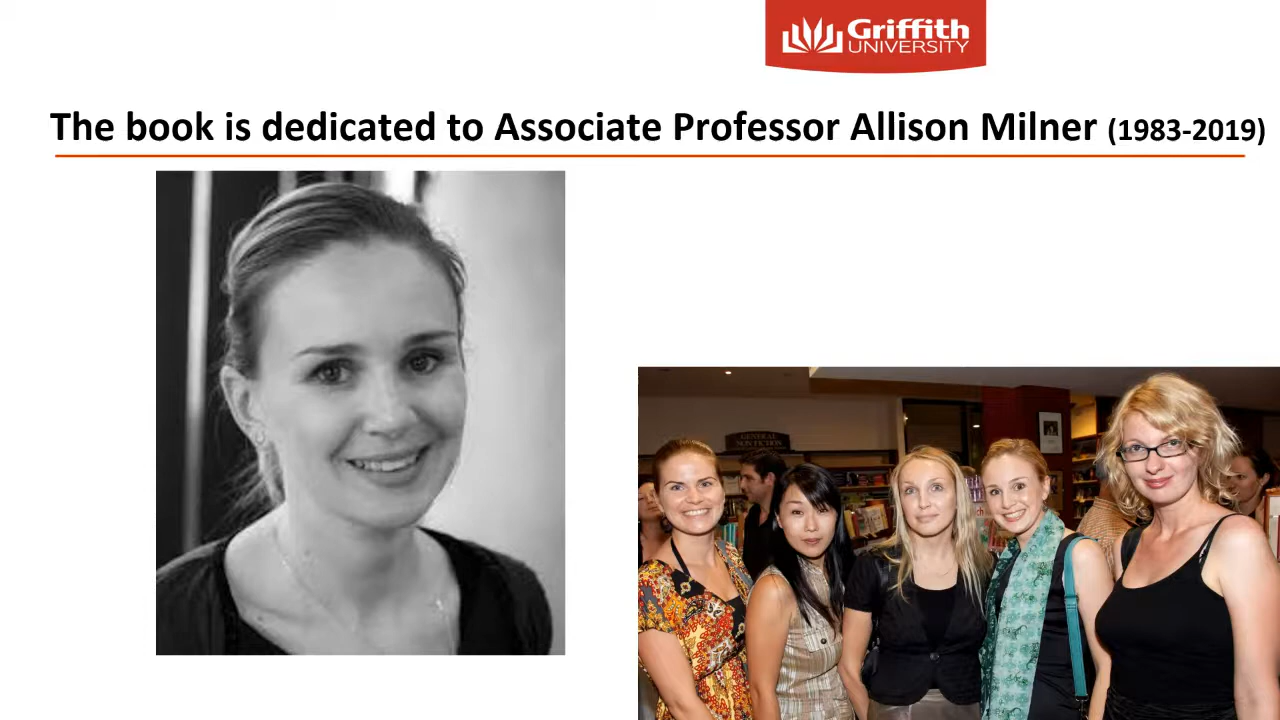 Griffith
UNIVERSITY
The book is dedicated to Associate Professor Allison Milner (1983-2019)
GENERAL
NON FICTION